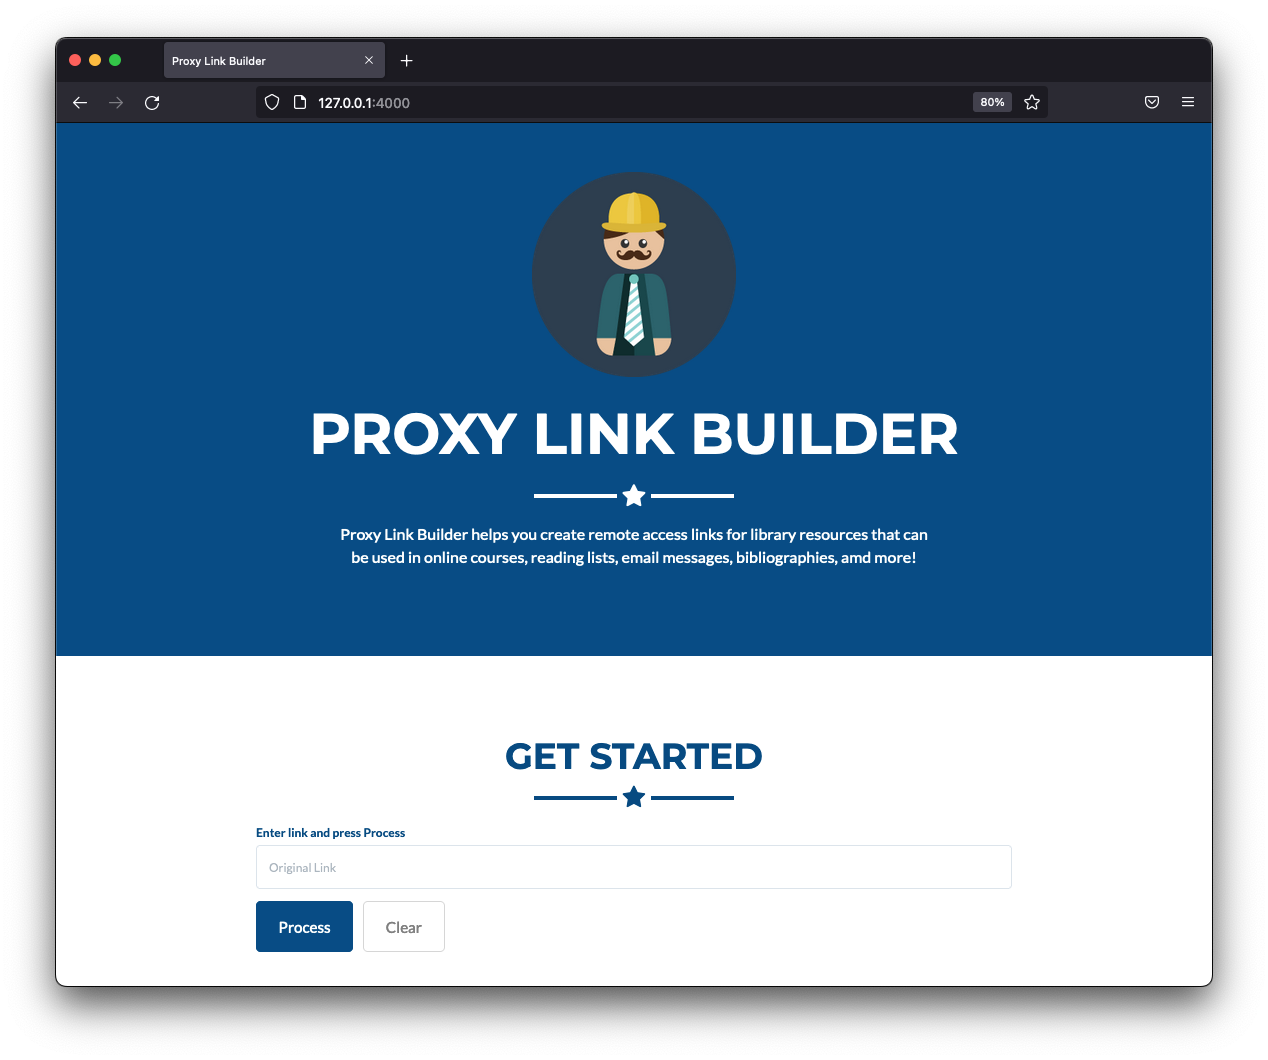 Proxy Link Builder
127.0.0.1:4000
80%
PROXY LINK BUILDER
Proxy Link Builder helps you create remote access links for library resources that can
be used in online courses, reading lists, email messages, bibliographies, amd more!
GET STARTED
Enter link and press Process
Original Link
Process
Clear